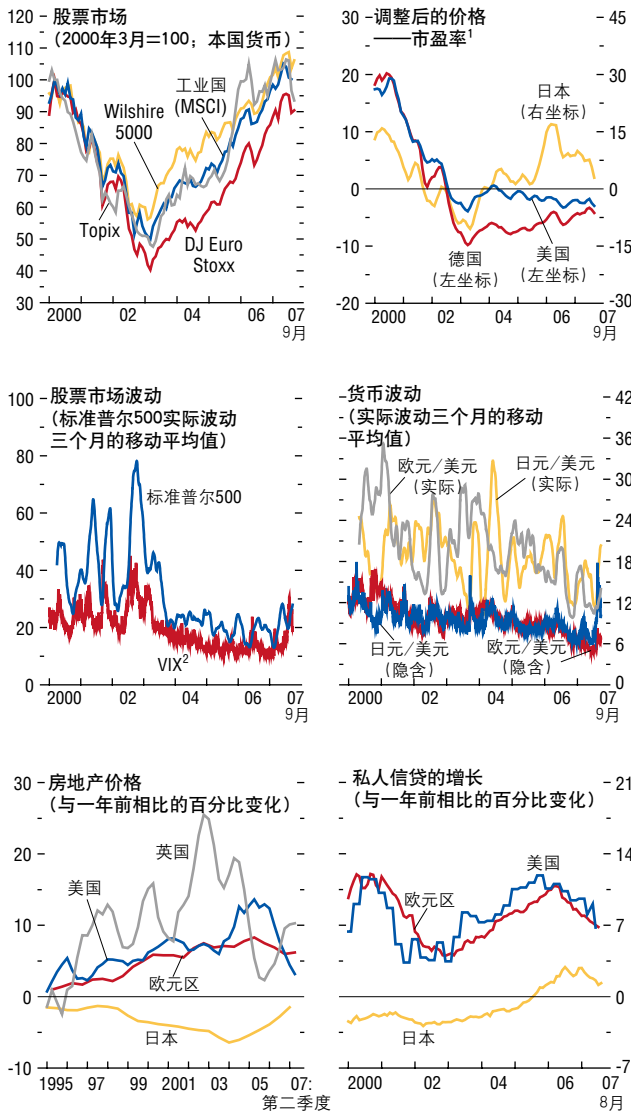 股票市场
(2000年3月=100；本国货币)
120
110
100
90
80
70
60
50
40
30
Wilshire
5000
工业国
(MSCI)
Topix
DJ Euro
Stoxx
2000
02
04
06
07
9月
调整后的价格
——市盈率¹
30
20
10
0
-10
-20
45
30
15
0
-15
-30
日本
(右坐标)
德国
(左坐标)
美国
(左坐标)
2000
02
04
06
07
9月
股票市场波动
(标准普尔500实际波动
三个月的移动平均值)
100
80
60
40
20
0
标准普尔500
VIX²
2000
02
04
06
07
9月
货币波动
(实际波动三个月的移动
平均值)
42
36
30
24
18
12
6
0
欧元/美元
(实际)
日元/美元
(实际)
日元/美元
(隐含)
欧元/美元
(隐含)
2000
02
04
06
07
9月
房地产价格
(与一年前相比的百分比变化)
30
20
10
0
-10
英国
美国
欧元区
日本
1995
97
99
2001
03
05
07:
第二季度
私人信贷的增长
(与一年前相比的百分比变化)
21
14
7
0
-7
美国
欧元区
日本
2000
02
04
06
07
8月